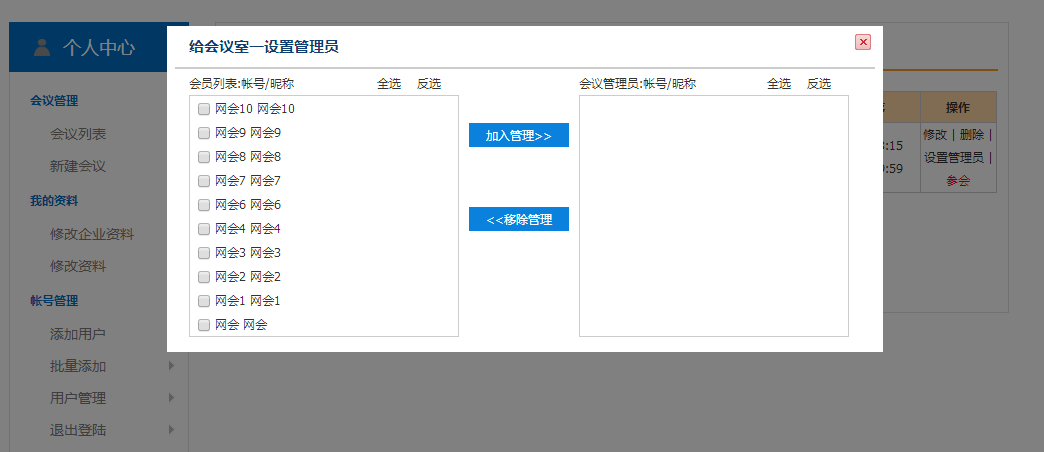 个人中心
会议管理
会议列表
新建会议
我的资料
修改企业资料
修改资料
帐号管理
添加用户
批量添加
用户管理
退出登陆
给会议室一设置管理员
会员列表:帐号/昵称 全选 反选
网会10 网会10
网会9 网会9
网会8 网会8
网会7 网会7
网会6 网会6
网会4 网会4
网会3 网会3
网会2 网会2
网会1 网会1
网会 网会
加入管理>>
<<移除管理
会议管理员:帐号/昵称 全选 反选
操作
:15
:59
修改 | 删除 |
设置管理员 |
参会